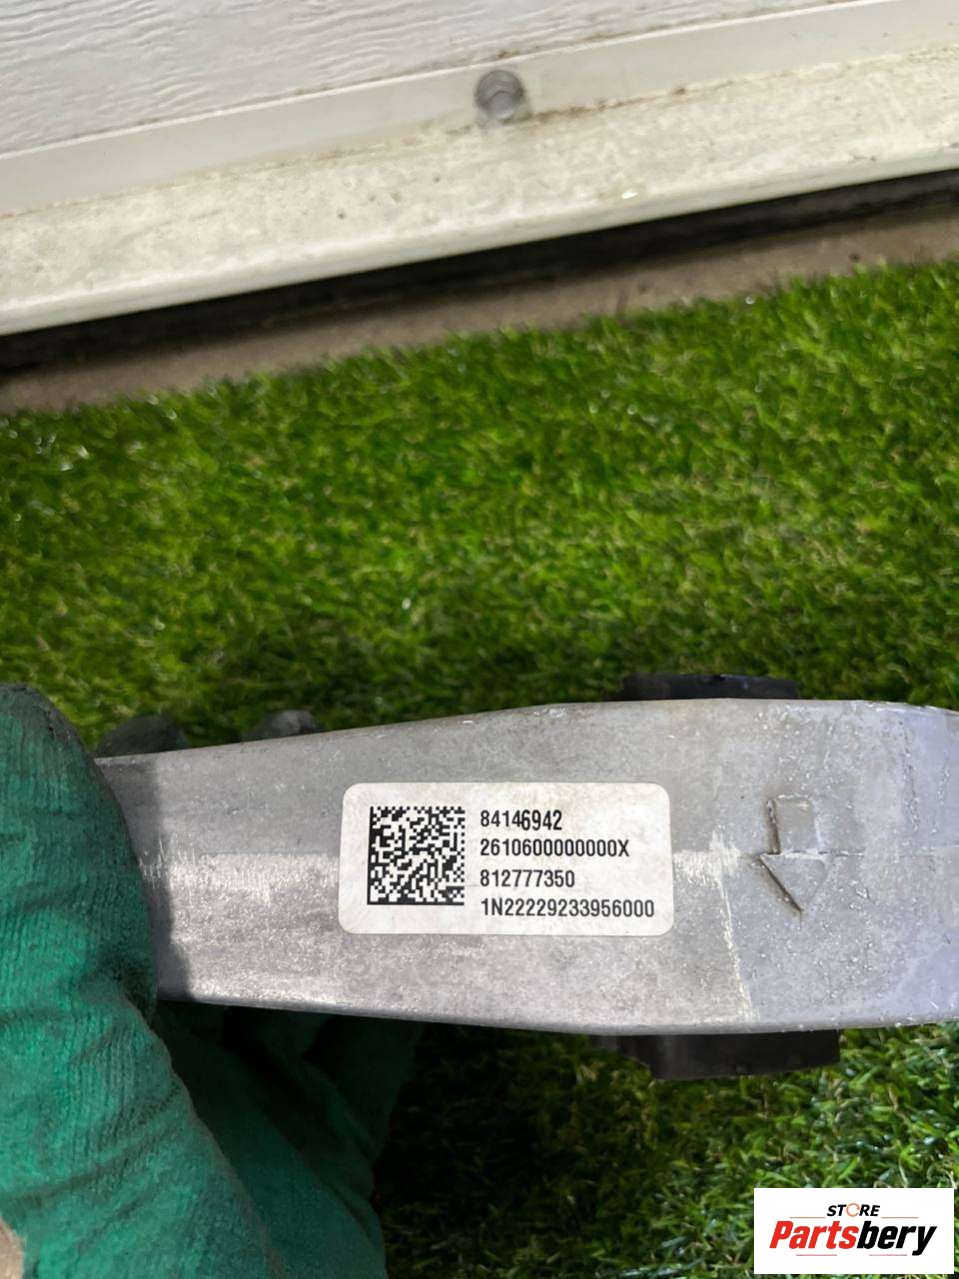 84146942
2610600000000X
812777350
1N22229233956000
STORE
Partsbery